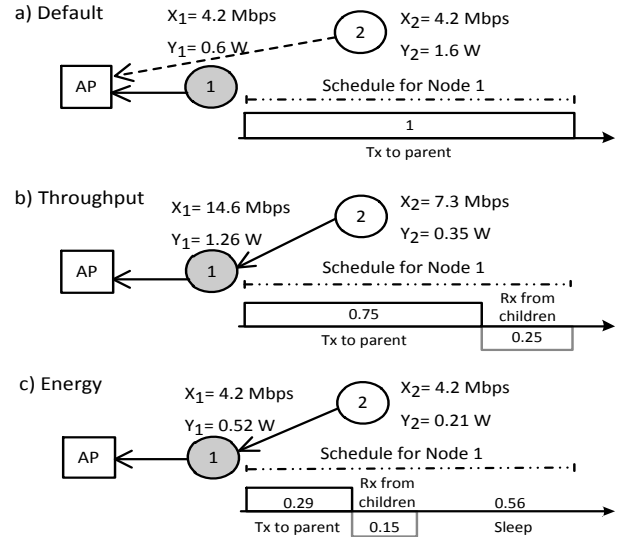 a) Default
X1= 4.2 Mbps
X2= 4.2 Mbps
2
Y1= 0.6 W
Y2= 1.6 W
AP
1
Schedule for Node 1
1
Tx to parent
b) Throughput
X1= 14.6 Mbps
X2= 7.3 Mbps
2
Y1= 1.26 W
Y2= 0.35 W
AP
1
Schedule for Node 1
Rx from
children
0.75
Tx to parent
0.25
c) Energy
X1= 4.2 Mbps
X2= 4.2 Mbps
2
Y1= 0.52 W
Y2= 0.21 W
AP
1
Schedule for Node 1
Rx from
children
0.29
0.56
Tx to parent
0.15
Sleep